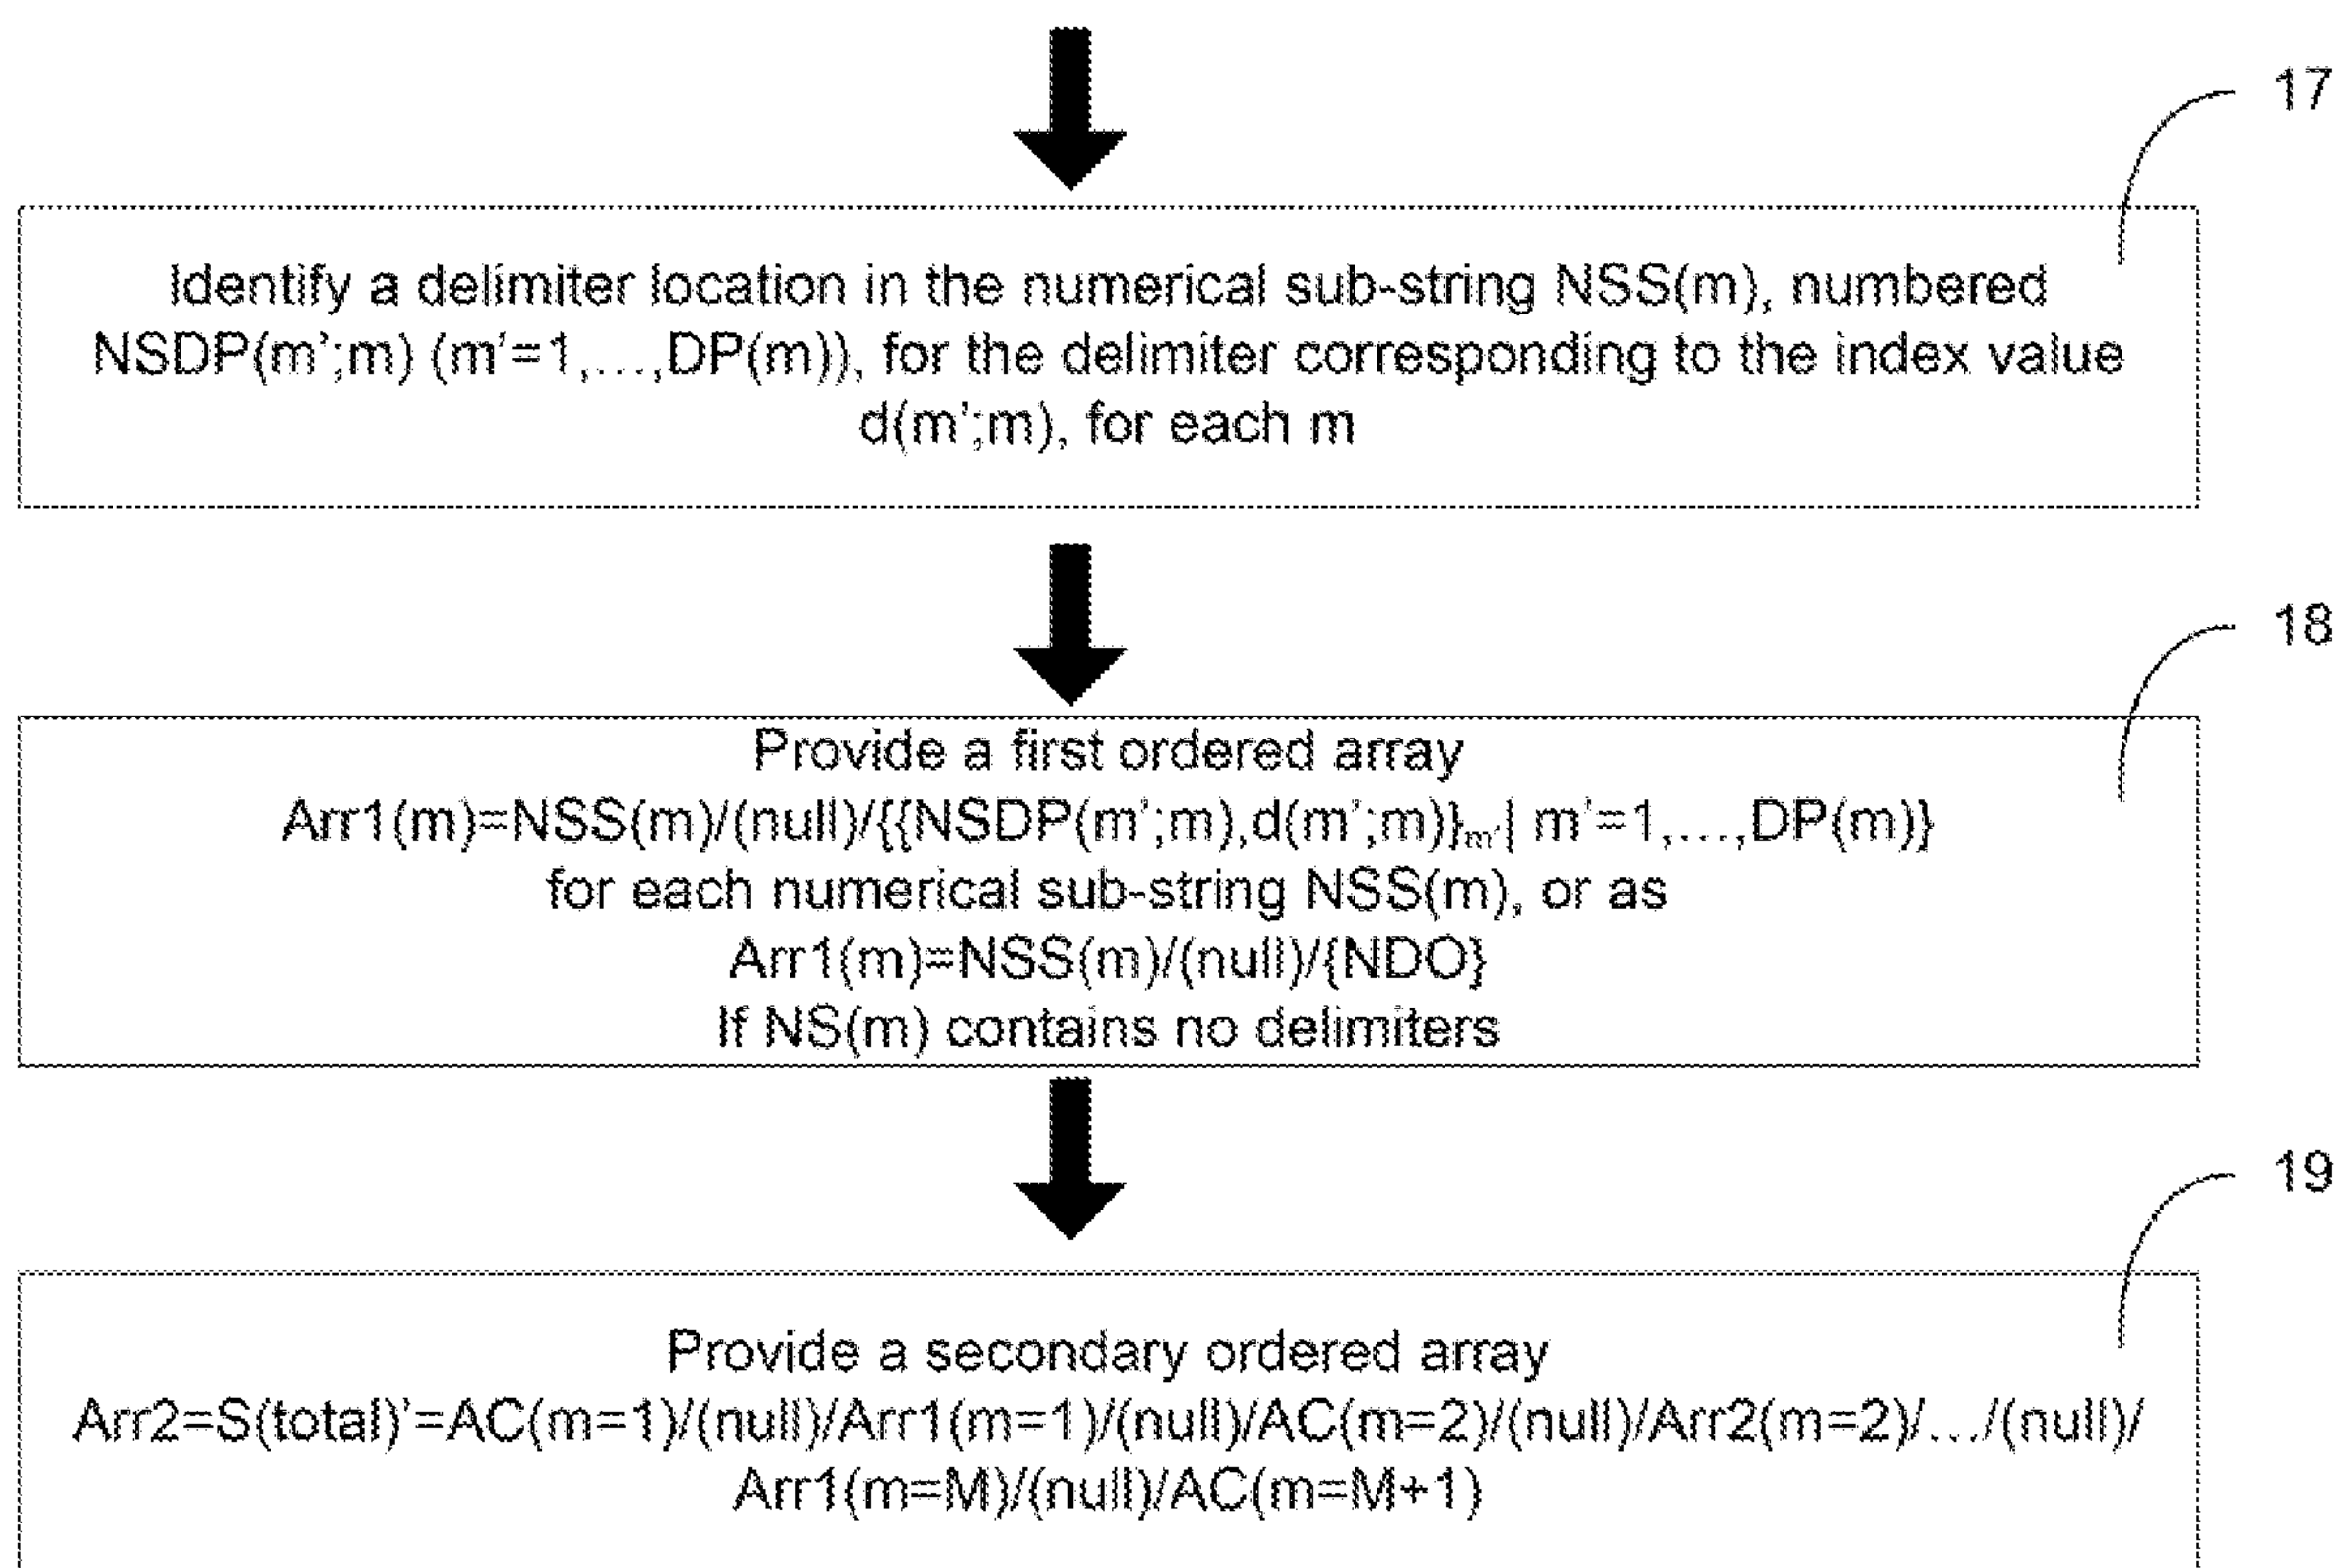 17
Identify a delimiter location in the numerical sub-string NSS(m), numbered
NSDP(m’;m) (m’=1,…,DP(m)), for the delimiter corresponding to the index value
d(m’;m), for each m
18
Provide a first ordered array
Arr1(m)=NSS(m)/(null)/{{NSDP(m’;m),d(m’;m)}m’| m’=1,…,DP(m)}
for each numerical sub-string NSS(m), or as
Arr1(m)=NSS(m)/(null)/{NDO}
If NS(m) contains no delimiters
19
Provide a secondary ordered array
Arr2=S(total)’=AC(m=1)/(null)/Arr1(m=1)/(null)/AC(m=2)/(null)/Arr2(m=2)/…/(null)/
Arr1(m=M)/(null)/AC(m=M+1)